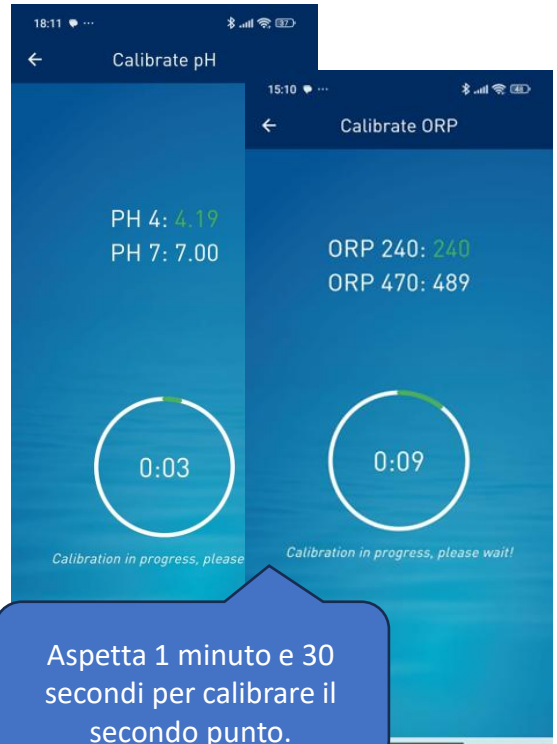 18:11
37
Calibrate pH
PH 4: 4.19
PH 7: 7.00
0:03
Calibration in progress, please
15:10
48
Calibrate ORP
ORP 240: 240
ORP 470: 489
0:09
Calibration in progress, please wait!
Aspetta 1 minuto e 30
secondi per calibrare il
secondo punto.